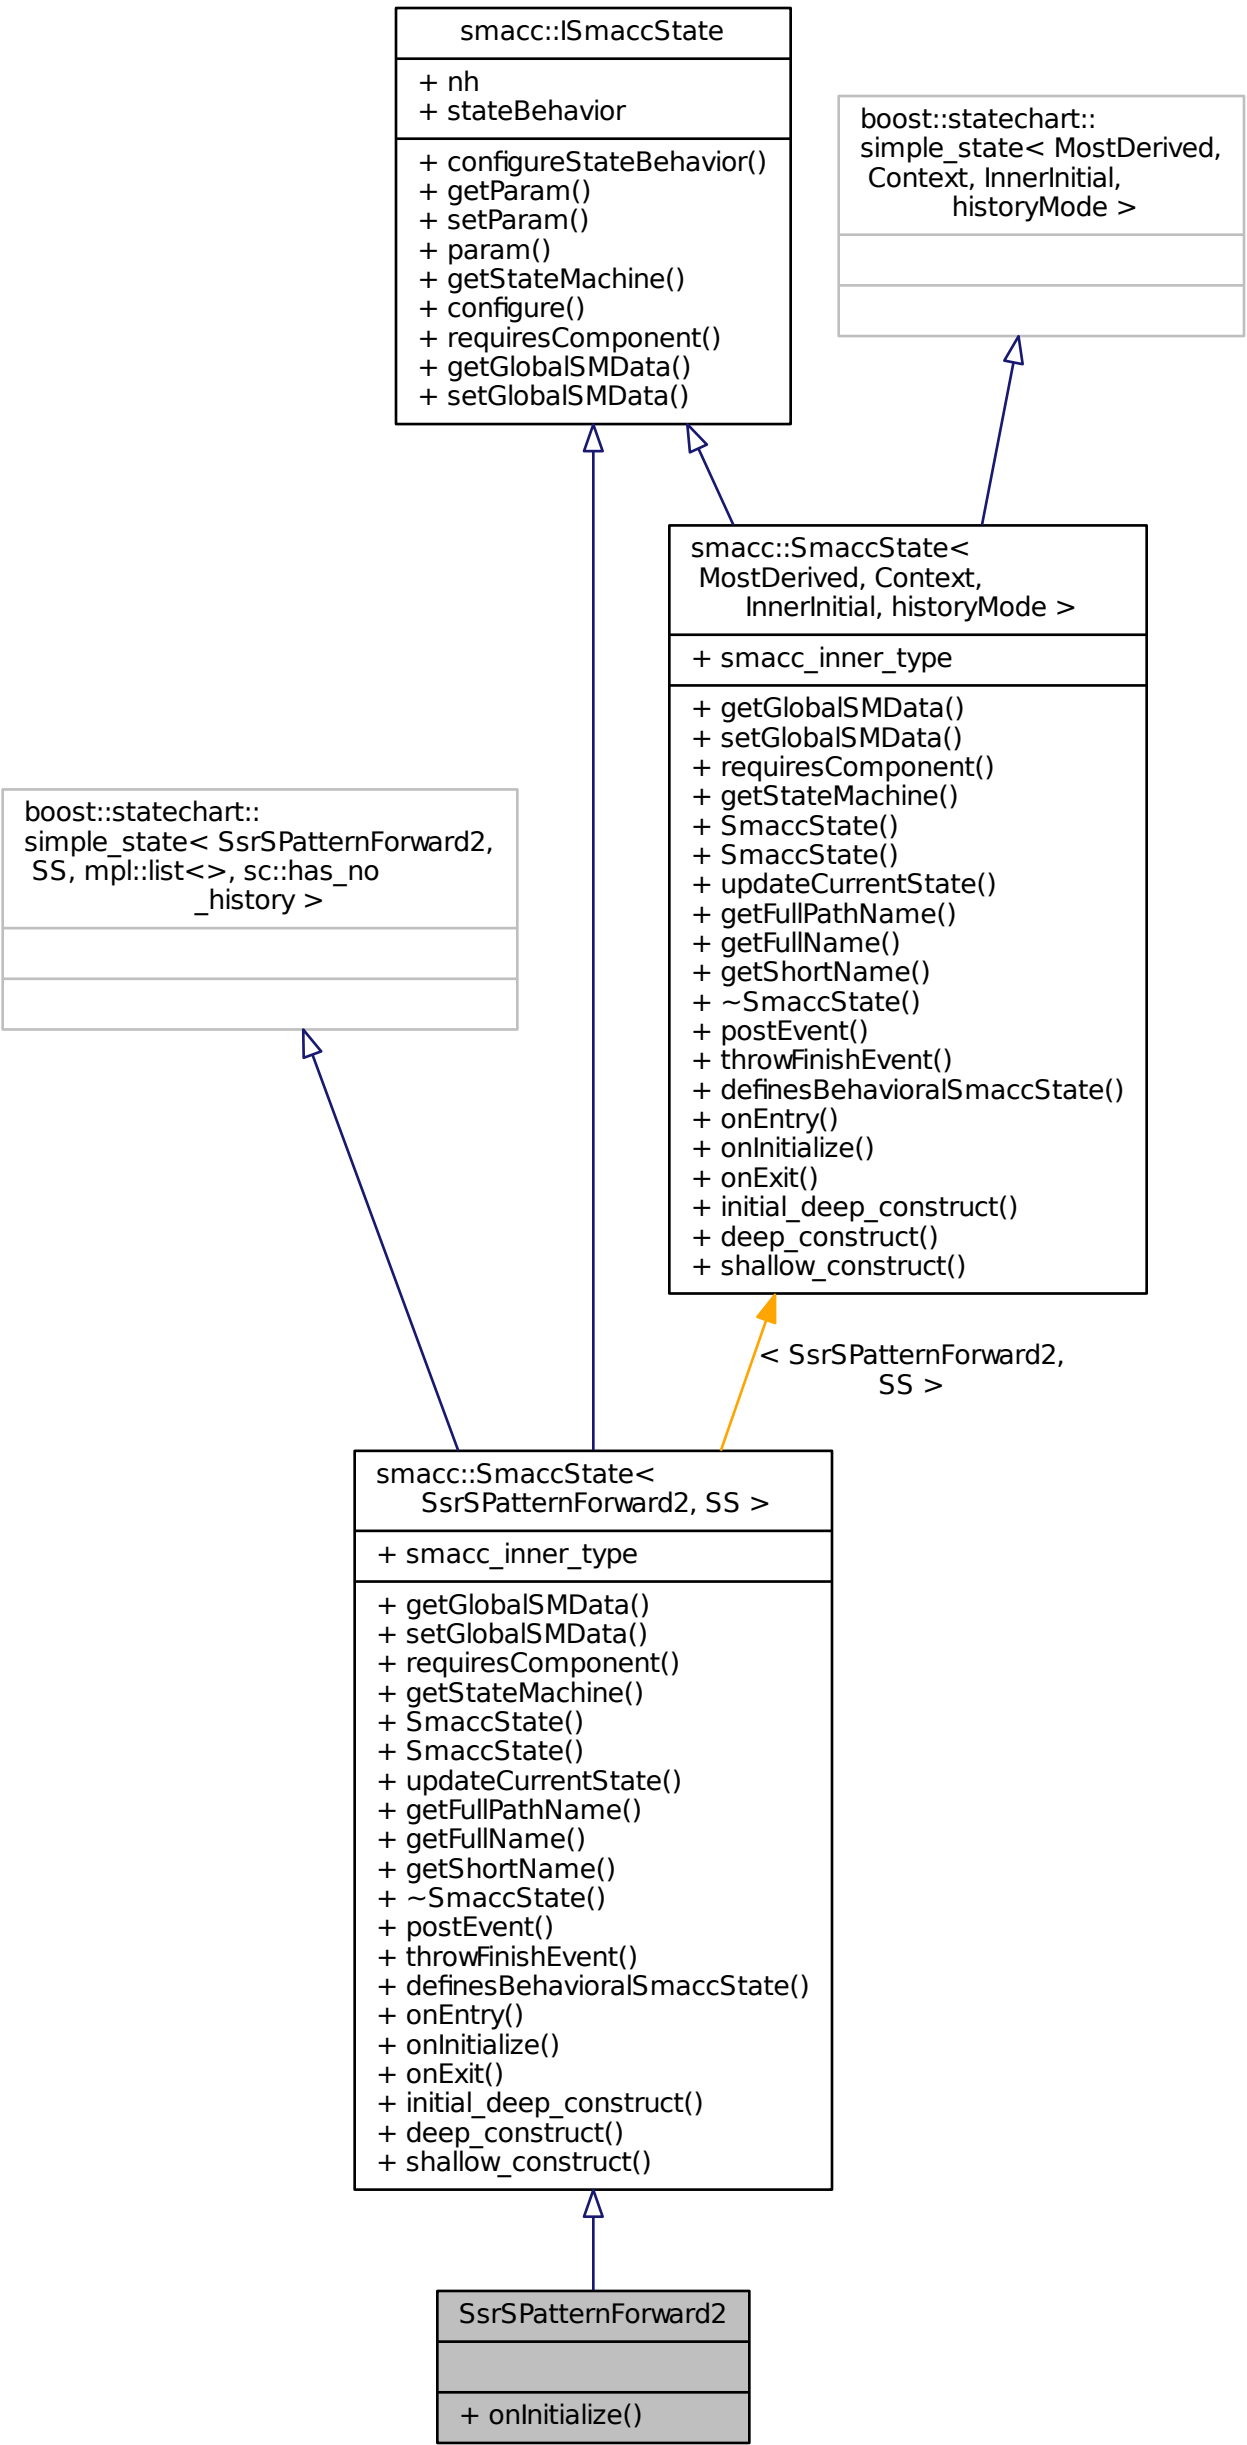 smacc::ISmaccState
+ nh
+ stateBehavior
+ configureStateBehavior()
+ getParam()
+ setParam()
+ param()
+ getStateMachine()
+ configure()
+ requiresComponent()
+ getGlobalSMData()
+ setGlobalSMData()
boost::statechart::
simple_state< MostDerived,
Context, InnerInitial,
historyMode >
smacc::SmaccState<
MostDerived, Context,
InnerInitial, historyMode >
+ smacc_inner_type
+ getGlobalSMData()
+ setGlobalSMData()
+ requiresComponent()
+ getStateMachine()
+ SmaccState()
+ SmaccState()
+ updateCurrentState()
+ getFullPathName()
+ getFullName()
+ getShortName()
+ ~SmaccState()
+ postEvent()
+ throwFinishEvent()
+ definesBehavioralSmaccState()
+ onEntry()
+ onInitialize()
+ onExit()
+ initial_deep_construct()
+ deep_construct()
+ shallow_construct()
boost::statechart::
simple_state< SsrSPatternForward2,
SS, mpl::list<>, sc::has_no
_history >
< SsrSPatternForward2,
SS >
smacc::SmaccState<
SsrSPatternForward2, SS >
+ smacc_inner_type
+ getGlobalSMData()
+ setGlobalSMData()
+ requiresComponent()
+ getStateMachine()
+ SmaccState()
+ SmaccState()
+ updateCurrentState()
+ getFullPathName()
+ getFullName()
+ getShortName()
+ ~SmaccState()
+ postEvent()
+ throwFinishEvent()
+ definesBehavioralSmaccState()
+ onEntry()
+ onInitialize()
+ onExit()
+ initial_deep_construct()
+ deep_construct()
+ shallow_construct()
SsrSPatternForward2
+ onInitialize()